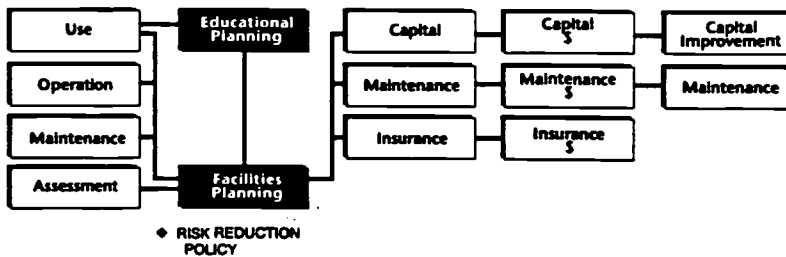 Use
Educational
Planning
Capital
Capital
$
Capital
Improvement
Operation
Maintenance
Maintenance
$
Maintenance
Maintenance
Insurance
Insurance
$
Assessment
Facilities
Planning
◆ RISK REDUCTION
POLICY